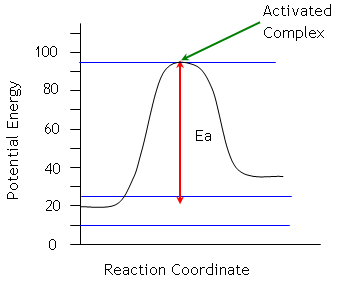 Activated
Complex
100
80
60
40
20
0
Potential Energy
Ea
Reaction Coordinate